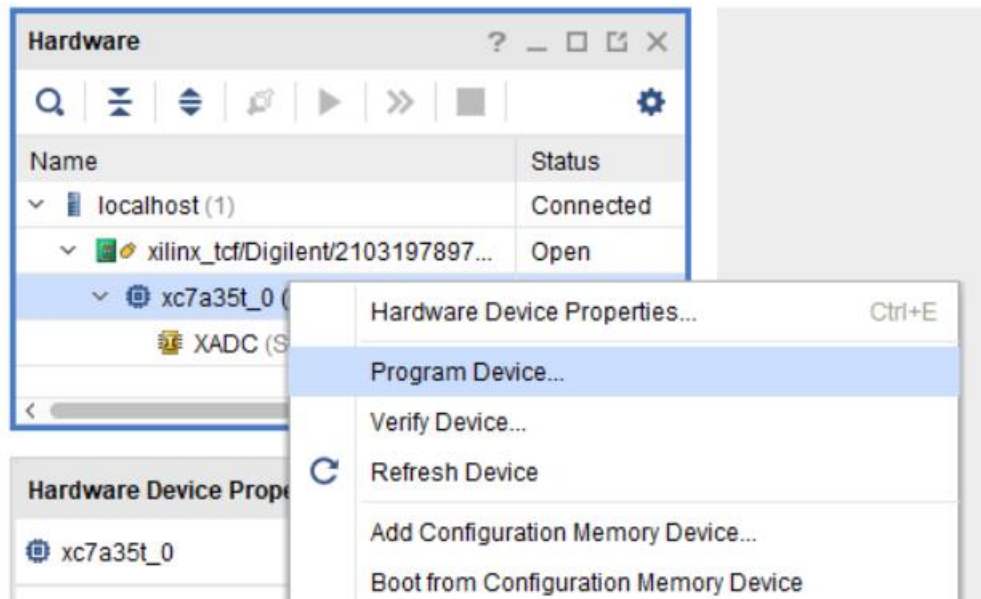 Hardware
Name Status
localhost (1) Connected
xilinx_tcf/Digilent/2103197897... Open
xc7a35t_0 (
XADC (S
Hardware Device Properties... Ctrl+E
Program Device...
Verify Device...
Refresh Device
Add Configuration Memory Device...
Boot from Configuration Memory Device
Hardware Device Prope
xc7a35t_0